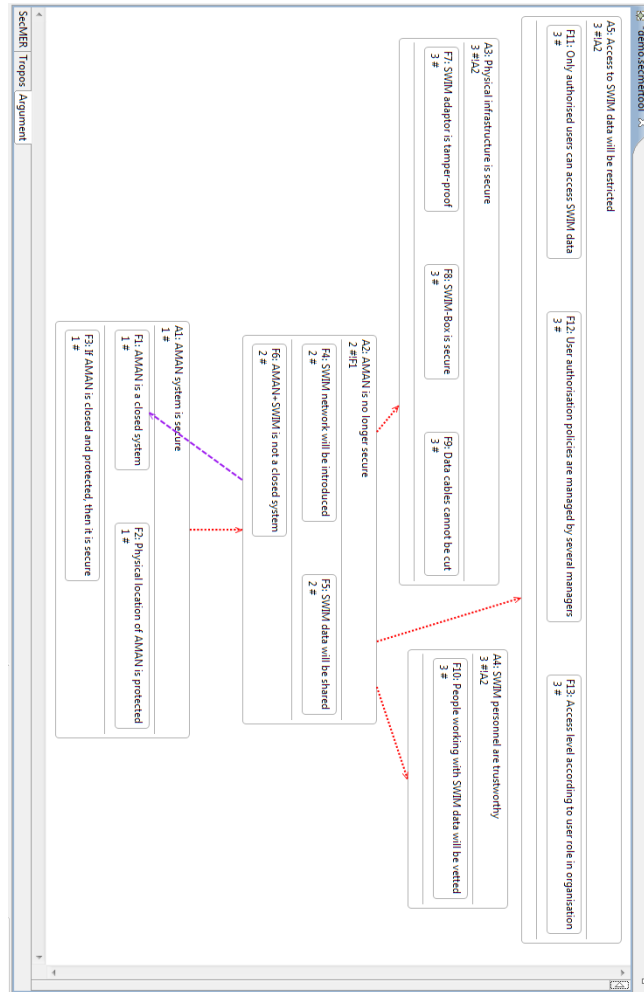 *demo.secmertool
A5: Access to SWIM data will be restricted
3 #!A2
F11: Only authorised users can access SWIM data
3 #
F12: User authorisation policies are managed by several managers
3 #
F13: Access level according to user role in organisation
3 #
A3: Physical infrastructure is secure
3 #!A2
F7: SWIM adaptor is tamper-proof
3 #
F8: SWIM-Box is secure
3 #
F9: Data cables cannot be cut
3 #
A4: SWIM personnel are trustworthy
3 #!A2
F10: People working with SWIM data will be vetted
3 #
A2: AMAN is no longer secure
2 #!F1
F4: SWIM network will be introduced
2 #
F5: SWIM data will be shared
2 #
F6: AMAN+SWIM is not a closed system
2 #
A1: AMAN system is secure
1 #
F1: AMAN is a closed system
1 #
F2: Physical location of AMAN is protected
1 #
F3: If AMAN is closed and protected, then it is secure
1 #
SecMER Tropos Argument